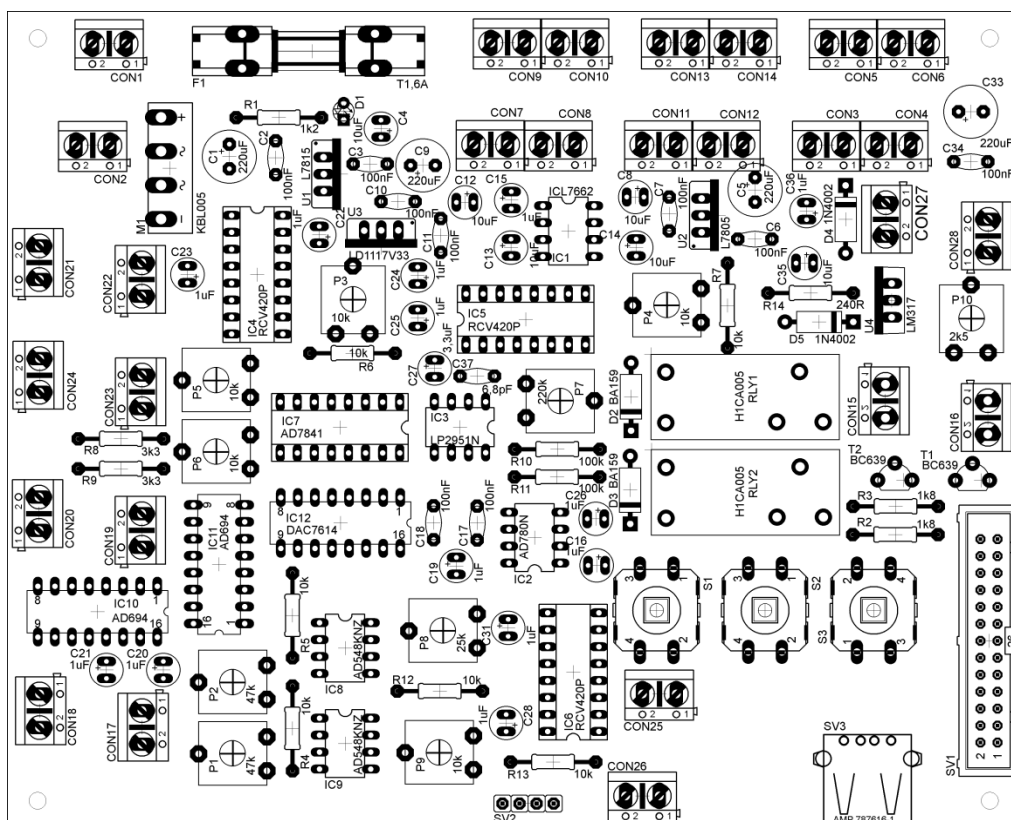 CON1
F1
T1,6A
CON9
CON10
CON13
CON14
CON5
CON6
C33
220uF
CON2
M1
KBL005
R1
1k2
D1
C4
10uF
C1
220uF
C2
100nF
U1
L7815
C3
100nF
C9
220uF
C10
100nF
CON7
CON8
CON11
CON12
CON3
CON4
C34
100nF
C12
10uF
C15
1uF
ICL7662
IC1
C13
10uF
C8
10uF
C7
100nF
U2
L7805
C5
220uF
C36
1uF
D4
1N4002
CON27
CON28
C14
10uF
C6
100nF
C35
10uF
U3
LD1117V33
C22
1uF
C11
100nF
CON21
CON22
C23
1uF
IC4
RCV420P
P3
10k
C24
1uF
C25
1uF
IC5
RCV420P
P4
10k
R7
10k
R14
240R
D5
1N4002
U4
LM317
P10
2k5
R6
10k
3,3uF
C27
C37
6,8pF
CON24
CON23
P5
10k
P7
220k
D2 BA159
H1CA005
RLY1
CON15
CON16
IC7
AD7841
IC3
LP2951N
R8
3k3
R9
3k3
P6
10k
R10
100k
R11
100k
D3 BA159
H1CA005
RLY2
T2
BC639
T1
BC639
R3
1k8
R2
1k8
CON20
CON19
IC11
AD694
8
1
IC12
DAC7614
9
16
C18
100nF
C17
100nF
C19
1uF
AD780N
IC2
C26
1uF
C16
1uF
S1
S2
S3
8
1
IC10
AD694
9
16
R5
10k
AD548KNZ
IC8
P8
25k
C31
1uF
IC6
RCV420P
C21
1uF
C20
1uF
P2
47k
R12
10k
CON18
CON17
P1
47k
R4
10k
AD548KNZ
IC9
P9
10k
C28
1uF
R13
10k
CON25
CON26
SV2
SV3
AMP 787616-1
SV1